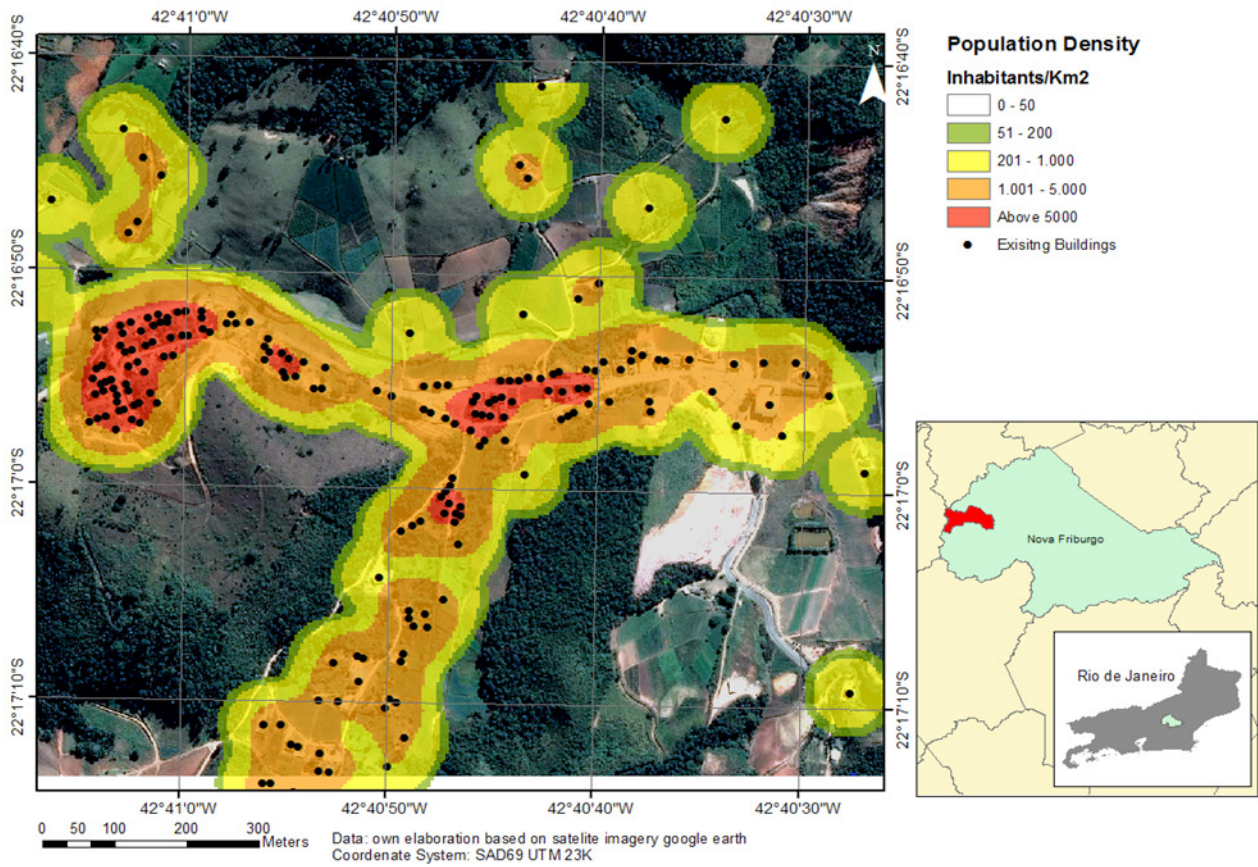 42°41'0"W
42°40'50"W
42°40'40"W
42°40'30"W
22°16'40"S
22°16'50"S
22°17'0"S
22°17'10"S
N
22°16'40"S
22°16'50"S
22°17'0"S
22°17'10"S
42°41'0"W
42°40'50"W
42°40'40"W
42°40'30"W
Population Density
Inhabitants/Km2
0 - 50
51 - 200
201 - 1.000
1.001 - 5.000
Above 5000
Exisitng Buildings
Nova Friburgo
Rio de Janeiro
0 50 100 200 300
Meters
Data: own elaboration based on satelite imagery google earth
Coordenate System: SAD69 UTM 23K